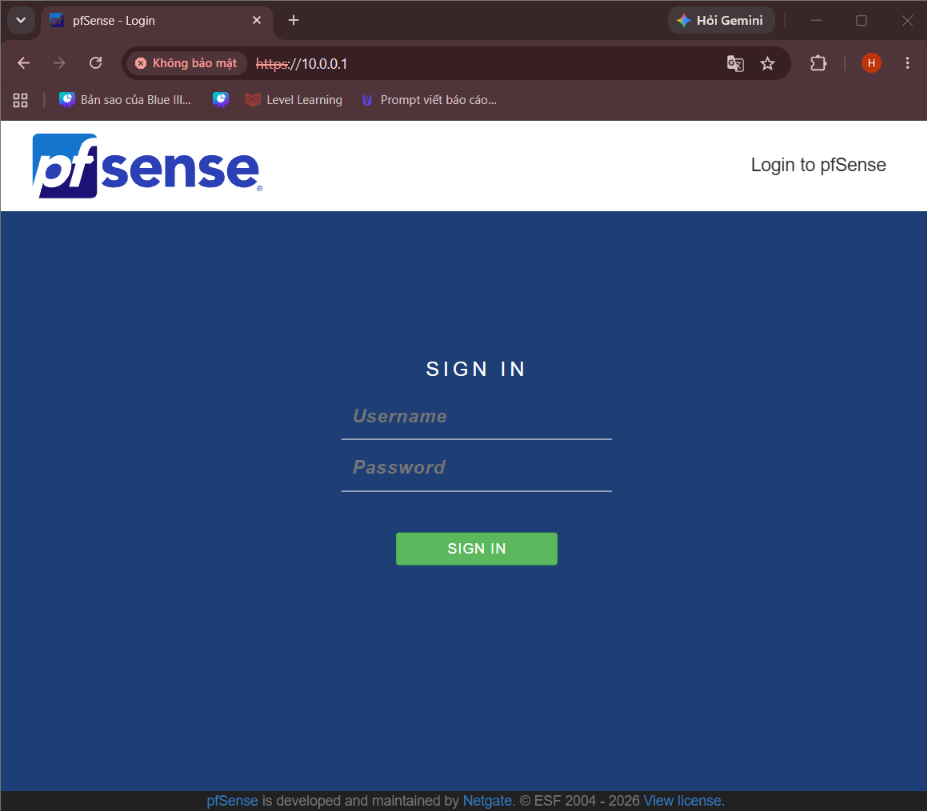 pfSense - Login
Hỏi Gemini
Không bảo mật https://10.0.0.1
H
Bản sao của Blue Ill... Level Learning Prompt viết báo cáo...
pfsense®
Login to pfSense
SIGN IN
Username
Password
SIGN IN
pfSense is developed and maintained by Netgate. © ESF 2004 - 2026 View license.